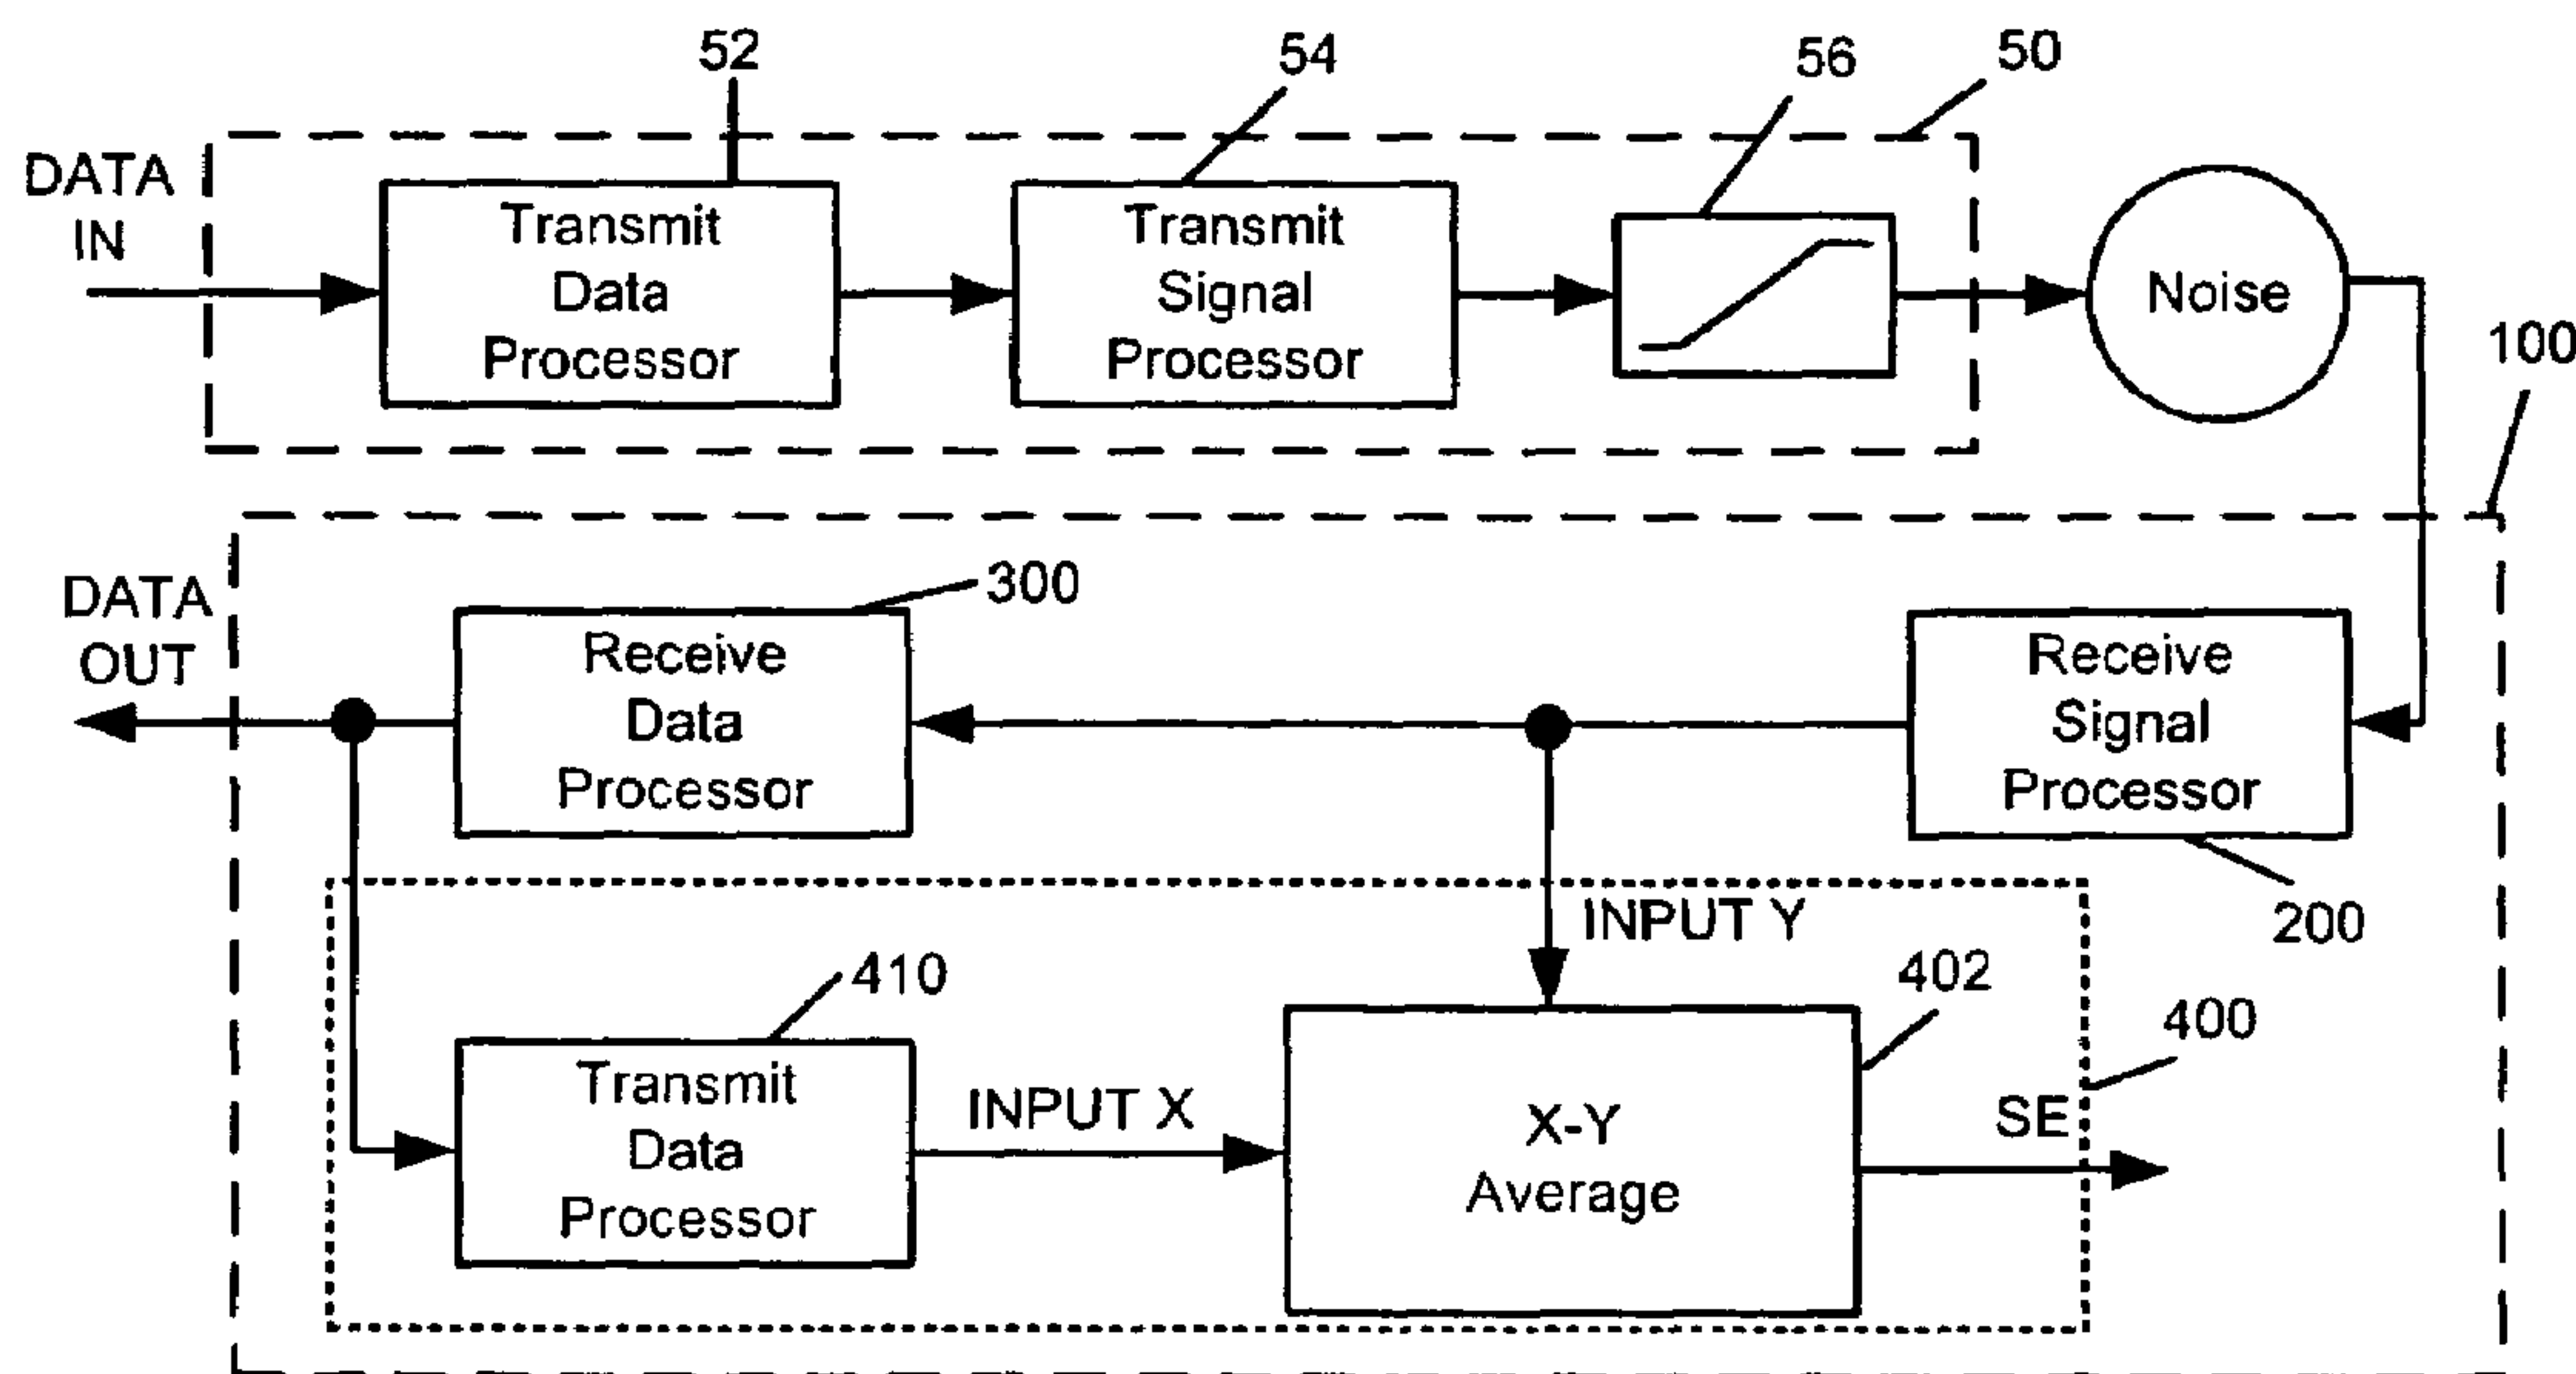 52
54
56
50
DATA
IN
Transmit
Data
Processor
Transmit
Signal
Processor
Noise
100
DATA
OUT
300
Receive
Data
Processor
Receive
Signal
Processor
200
INPUT Y
410
402
400
Transmit
Data
Processor
INPUT X
X-Y
Average
SE